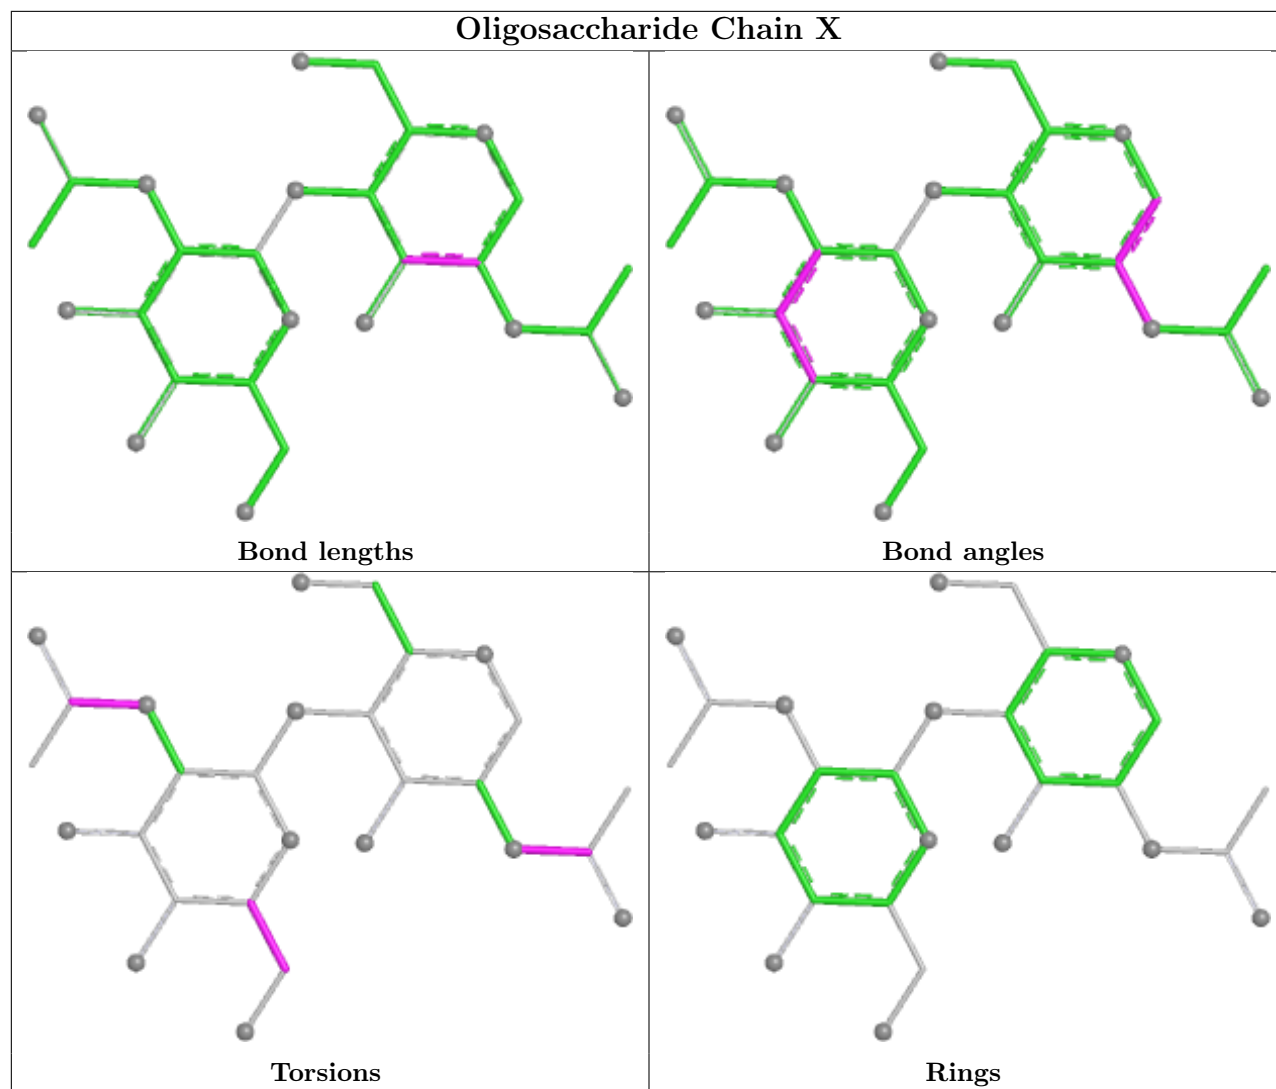 Oligosaccharide Chain X
Bond lengths
Bond angles
Torsions
Rings